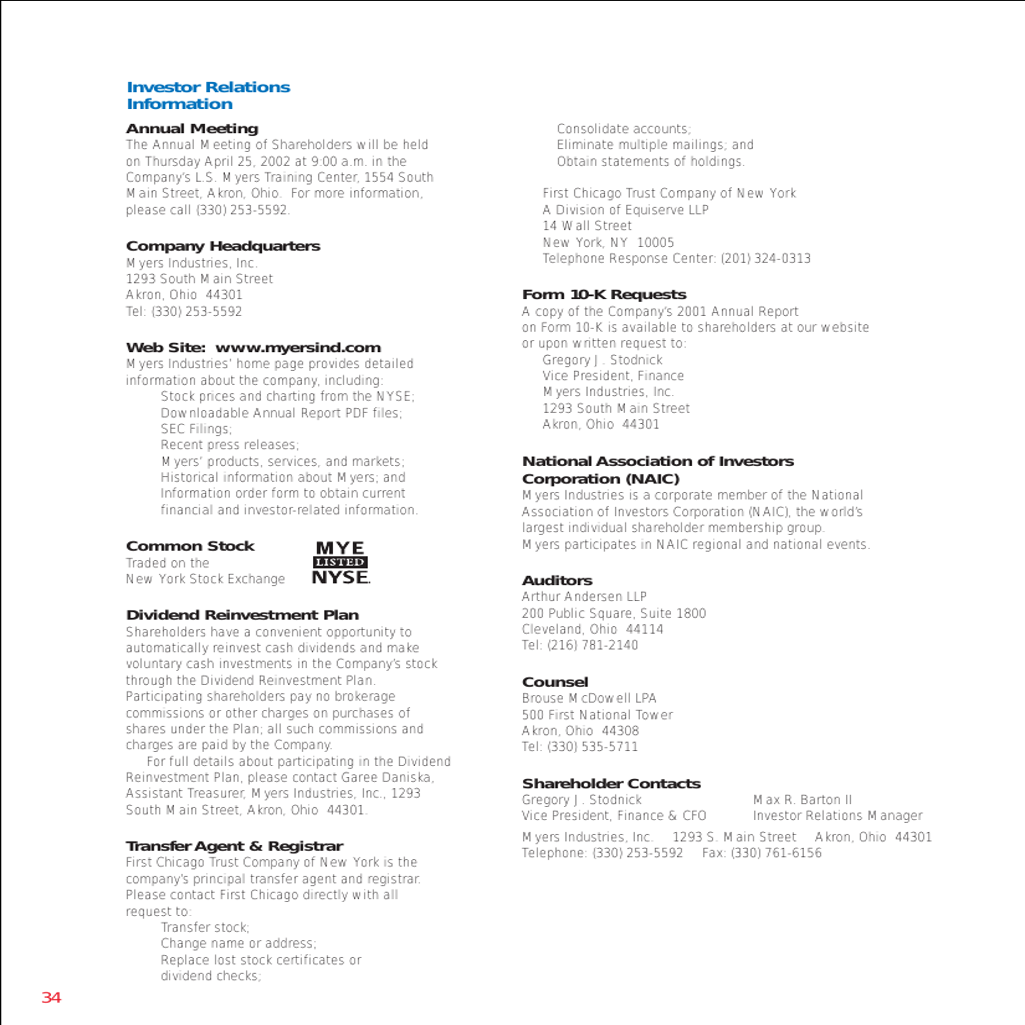 Investor Relations
Information
Annual Meeting
The Annual Meeting of Shareholders will be held
on Thursday April 25, 2002 at 9:00 a.m. in the
Company's L.S. Myers Training Center, 1554 South
Main Street, Akron, Ohio. For more information,
please call (330) 253-5592.
Company Headquarters
Myers Industries, Inc.
1293 South Main Street
Akron, Ohio 44301
Tel: (330) 253-5592
Web Site: www.myersind.com
Myers Industries' home page provides detailed
information about the company, including:
Stock prices and charting from the NYSE;
Downloadable Annual Report PDF files;
SEC Filings;
Recent press releases;
Myers' products, services, and markets;
Historical information about Myers; and
Information order form to obtain current
financial and investor-related information.
Common Stock
Traded on the
New York Stock Exchange
MYE
LISTED
NYSE.
Dividend Reinvestment Plan
Shareholders have a convenient opportunity to
automatically reinvest cash dividends and make
voluntary cash investments in the Company's stock
through the Dividend Reinvestment Plan.
Participating shareholders pay no brokerage
commissions or other charges on purchases of
shares under the Plan; all such commissions and
charges are paid by the Company.
For full details about participating in the Dividend
Reinvestment Plan, please contact Garee Daniska,
Assistant Treasurer, Myers Industries, Inc., 1293
South Main Street, Akron, Ohio 44301.
Transfer Agent & Registrar
First Chicago Trust Company of New York is the
company's principal transfer agent and registrar.
Please contact First Chicago directly with all
request to:
Transfer stock;
Change name or address;
Replace lost stock certificates or
dividend checks;
Consolidate accounts;
Eliminate multiple mailings; and
Obtain statements of holdings.
First Chicago Trust Company of New York
A Division of Equiserve LLP
14 Wall Street
New York, NY 10005
Telephone Response Center: (201) 324-0313
Form 10-K Requests
A copy of the Company's 2001 Annual Report
on Form 10-K is available to shareholders at our website
or upon written request to:
Gregory J. Stodnick
Vice President, Finance
Myers Industries, Inc.
1293 South Main Street
Akron, Ohio 44301
National Association of Investors
Corporation (NAIC)
Myers Industries is a corporate member of the National
Association of Investors Corporation (NAIC), the world's
largest individual shareholder membership group.
Myers participates in NAIC regional and national events.
Auditors
Arthur Andersen LLP
200 Public Square, Suite 1800
Cleveland, Ohio 44114
Tel: (216) 781-2140
Counsel
Brouse McDowell LPA
500 First National Tower
Akron, Ohio 44308
Tel: (330) 535-5711
Shareholder Contacts
Gregory J. Stodnick Max R. Barton II
Vice President, Finance & CFO Investor Relations Manager
Myers Industries, Inc. 1293 S. Main Street Akron, Ohio 44301
Telephone: (330) 253-5592 Fax: (330) 761-6156
34